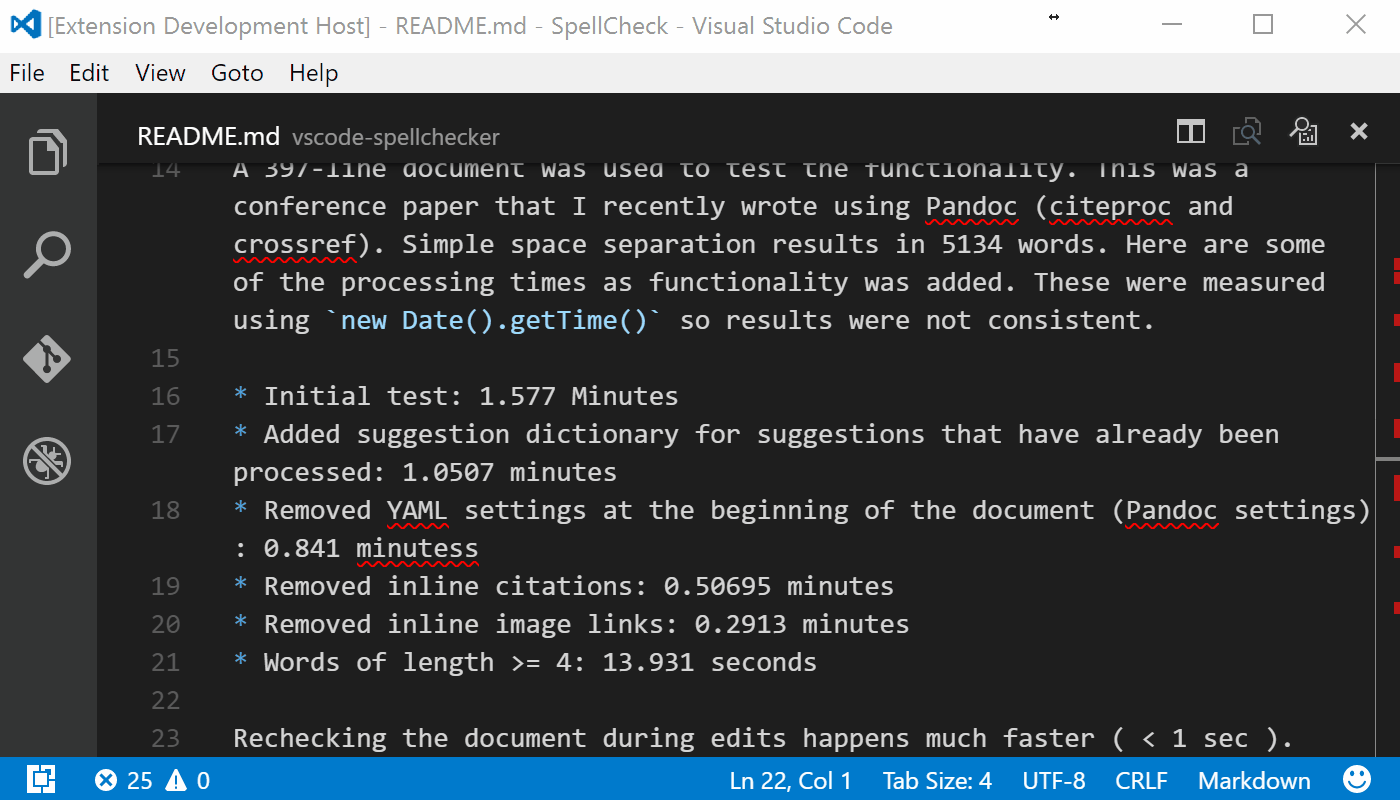 [Extension Development Host] - README.md - SpellCheck - Visual Studio Code
File Edit View Goto Help
README.md vscode-spellchecker
14 A 397-line document was used to test the functionality. This was a
conference paper that I recently wrote using Pandoc (citeproc and
crossref). Simple space separation results in 5134 words. Here are some
of the processing times as functionality was added. These were measured
using `new Date().getTime()` so results were not consistent.
15
16 * Initial test: 1.577 Minutes
17 * Added suggestion dictionary for suggestions that have already been
processed: 1.0507 minutes
18 * Removed YAML settings at the beginning of the document (Pandoc settings)
: 0.841 minutess
19 * Removed inline citations: 0.50695 minutes
20 * Removed inline image links: 0.2913 minutes
21 * Words of length >= 4: 13.931 seconds
22
23 Rechecking the document during edits happens much faster ( < 1 sec ).
25 0 Ln 22, Col 1 Tab Size: 4 UTF-8 CRLF Markdown